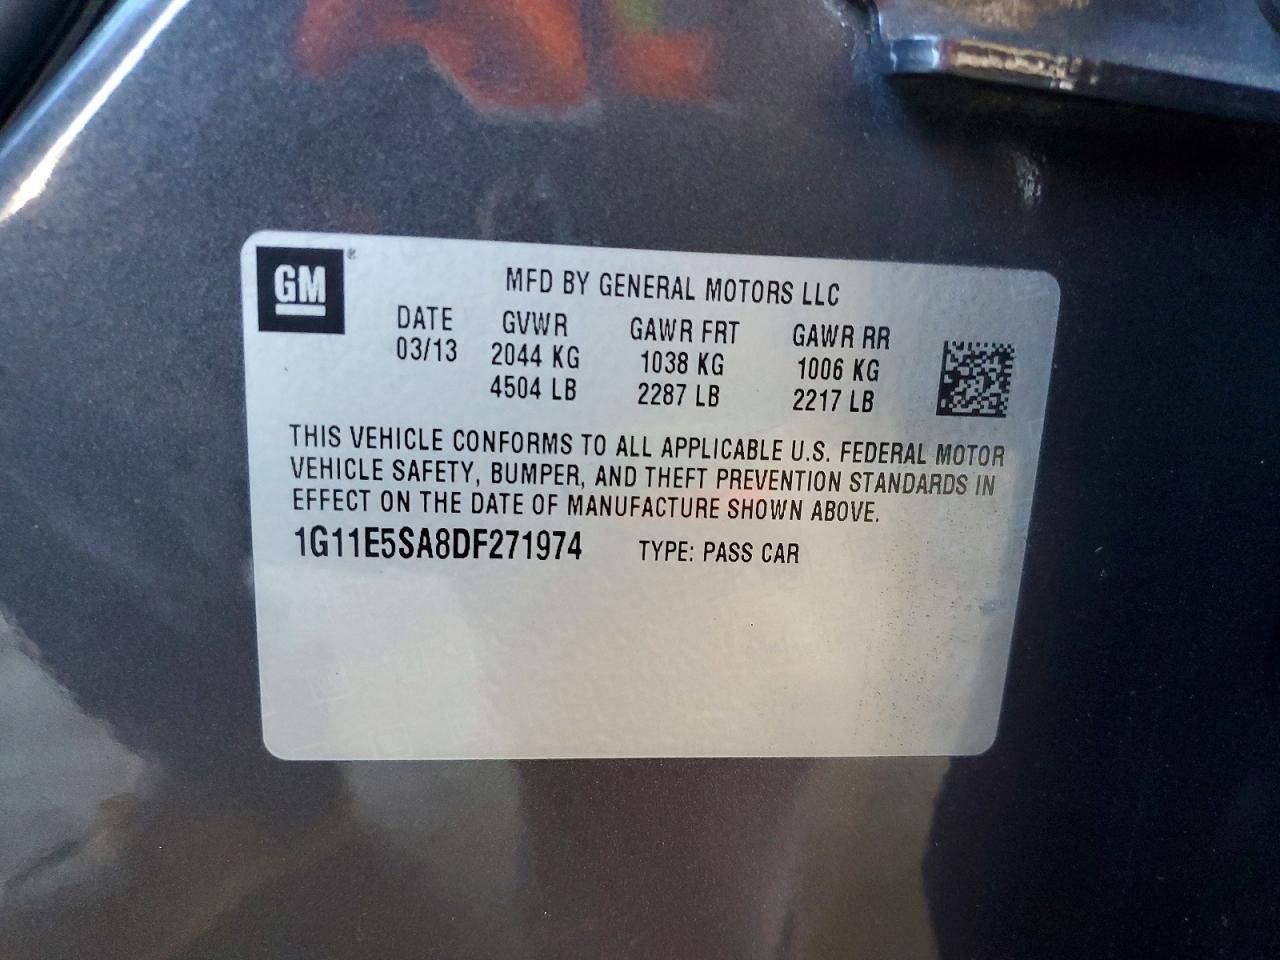 GM®
MFD BY GENERAL MOTORS LLC
DATE GVWR GAWR FRT GAWR RR
03/13 2044 KG 1038 KG 1006 KG
4504 LB 2287 LB 2217 LB
THIS VEHICLE CONFORMS TO ALL APPLICABLE U.S. FEDERAL MOTOR
VEHICLE SAFETY, BUMPER, AND THEFT PREVENTION STANDARDS IN
EFFECT ON THE DATE OF MANUFACTURE SHOWN ABOVE.
1G11E5SA8DF271974 TYPE: PASS CAR